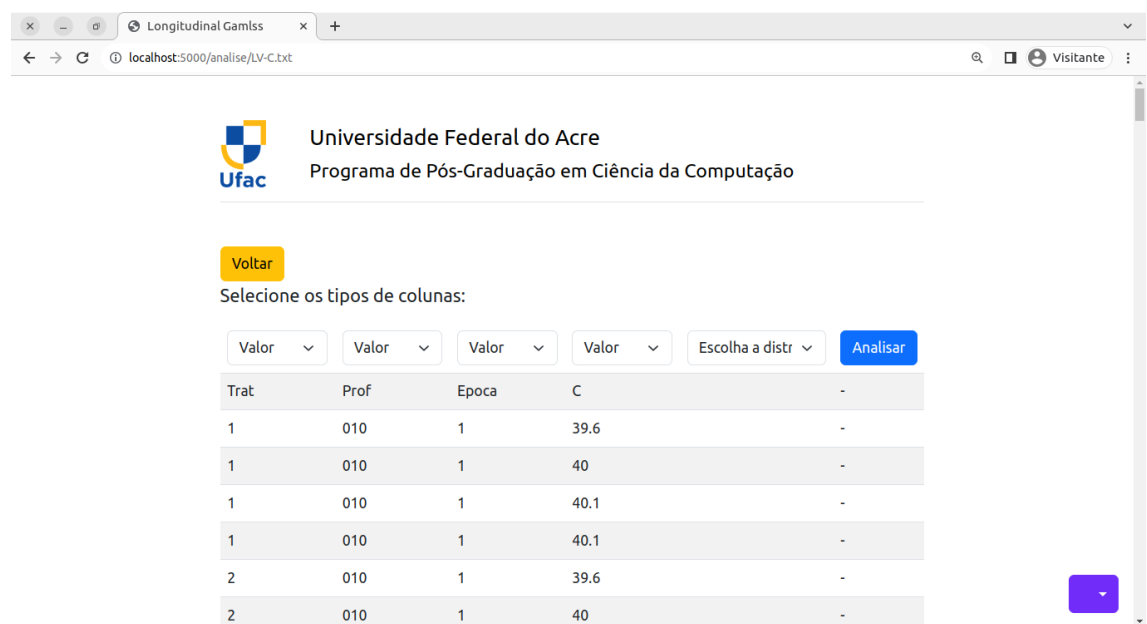 Longitudinal Gamlss
localhost:5000/analise/LV-C.txt
Visitante
Ufac
Universidade Federal do Acre
Programa de Pós-Graduação em Ciência da Computação
Voltar
Selecione os tipos de colunas:
Valor Valor Valor Valor Escolha a distr Analisar
Trat Prof Epoca C -
1 010 1 39.6 -
1 010 1 40 -
1 010 1 40.1 -
1 010 1 40.1 -
2 010 1 39.6 -
2 010 1 40 -